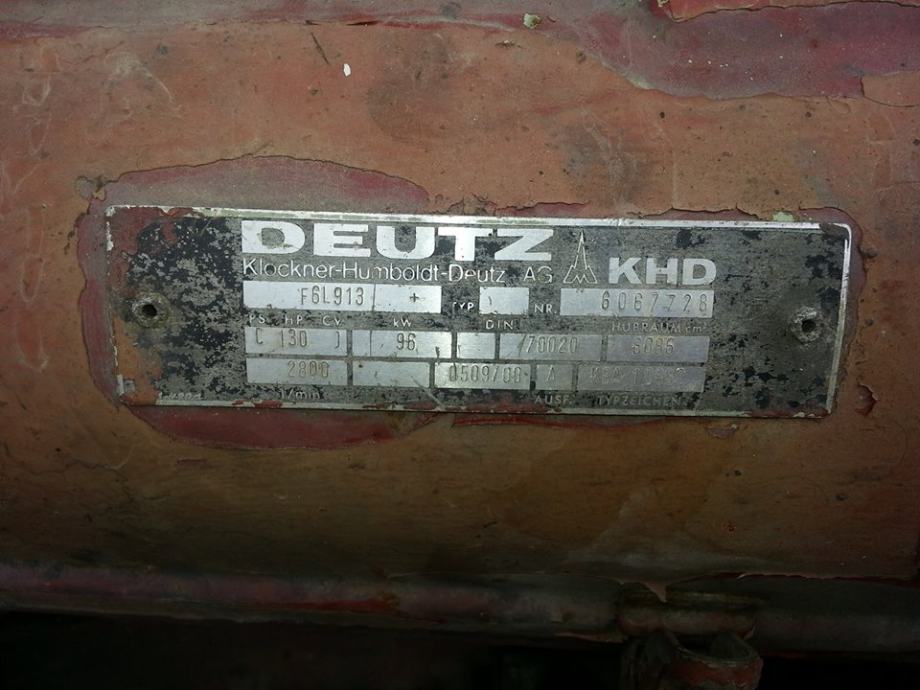 DEUTZ
Klöckner-Humboldt-Deutz AG KHD
F6L913 + TYP NR. 6067728
PS hP CV kW DIN HUBRAUM cm³
[ 130 ] 96 /70020 6086
2800 0509/00 A
1/min AUSF. TYPZEICHEN